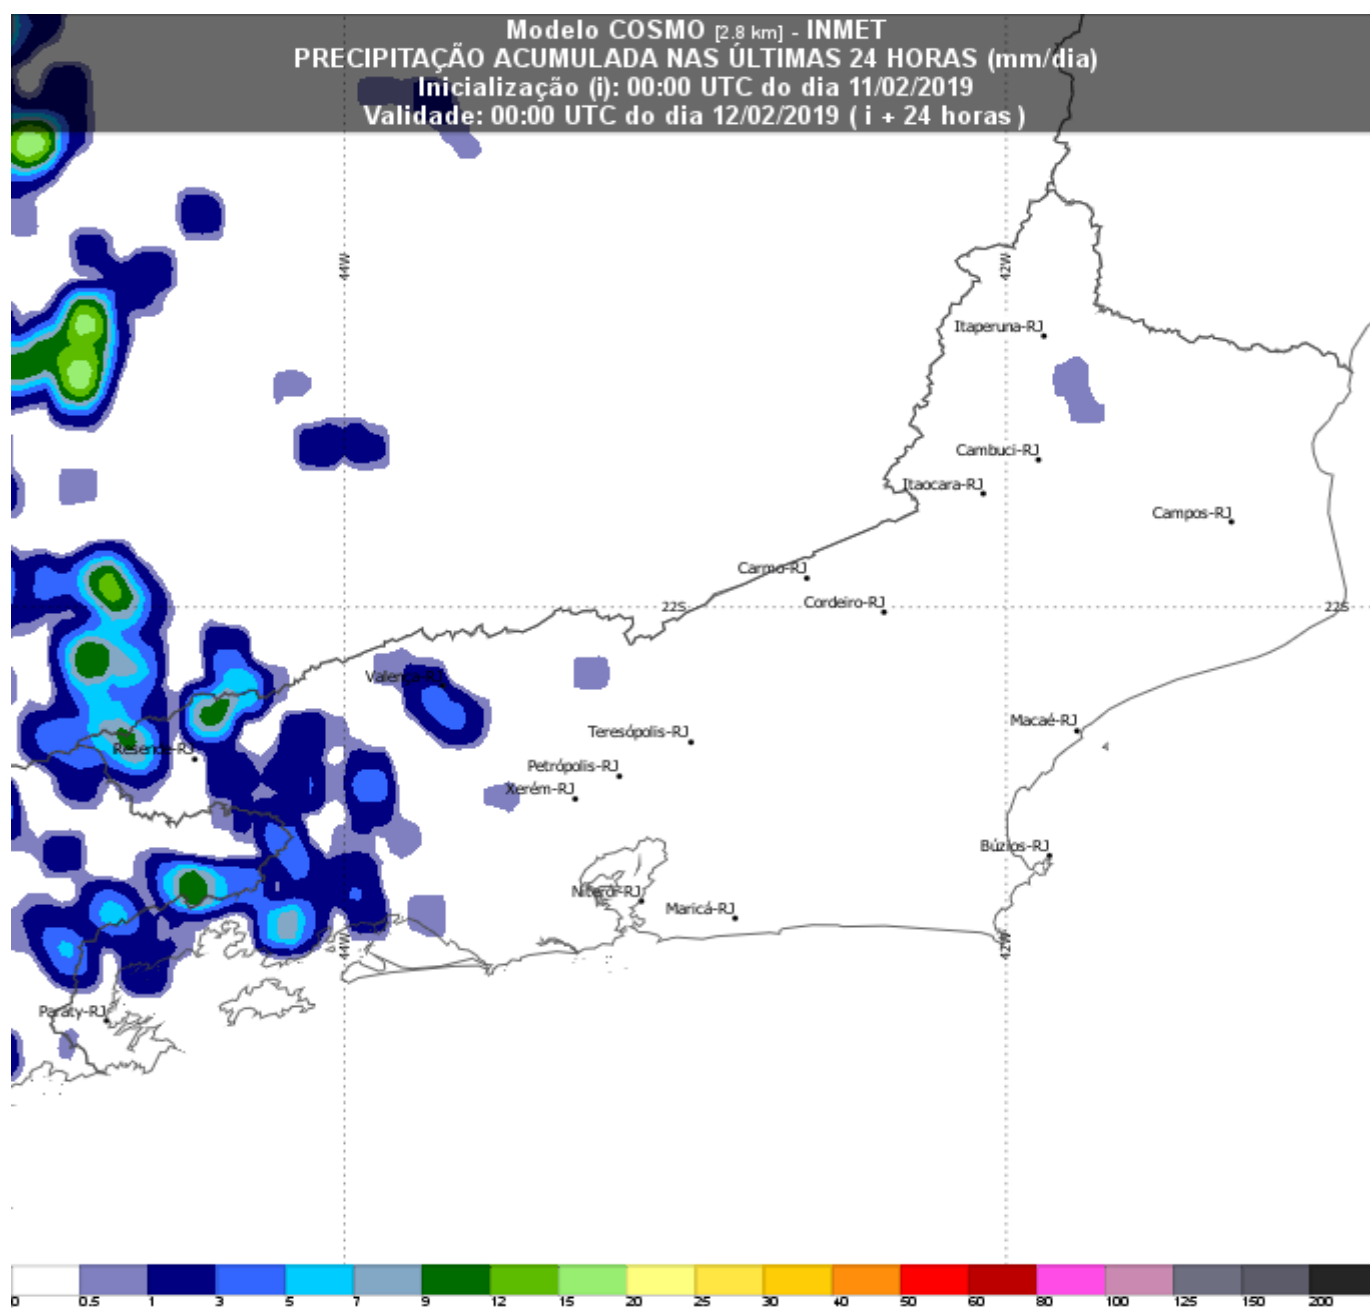 Modelo COSMO [2.8 km] - INMET
PRECIPITAÇÃO ACUMULADA NAS ÚLTIMAS 24 HORAS (mm/dia)
Inicialização (i): 00:00 UTC do dia 11/02/2019
Validade: 00:00 UTC do dia 12/02/2019 ( i + 24 horas )
44W
42W
Itaperuna-RJ
Cambuci-RJ
Itaocara-RJ
Campos-RJ
Carmo-RJ
Cordeiro-RJ
22S
22S
Valença-RJ
Macaé-RJ
Teresópolis-RJ
Resende-RJ
Petrópolis-RJ
Xerém-RJ
Búzios-RJ
Niterói-RJ
Maricá-RJ
44W
42W
Paraty-RJ
0 0.5 1 3 5 7 9 12 15 20 25 30 40 50 60 80 100 125 150 200